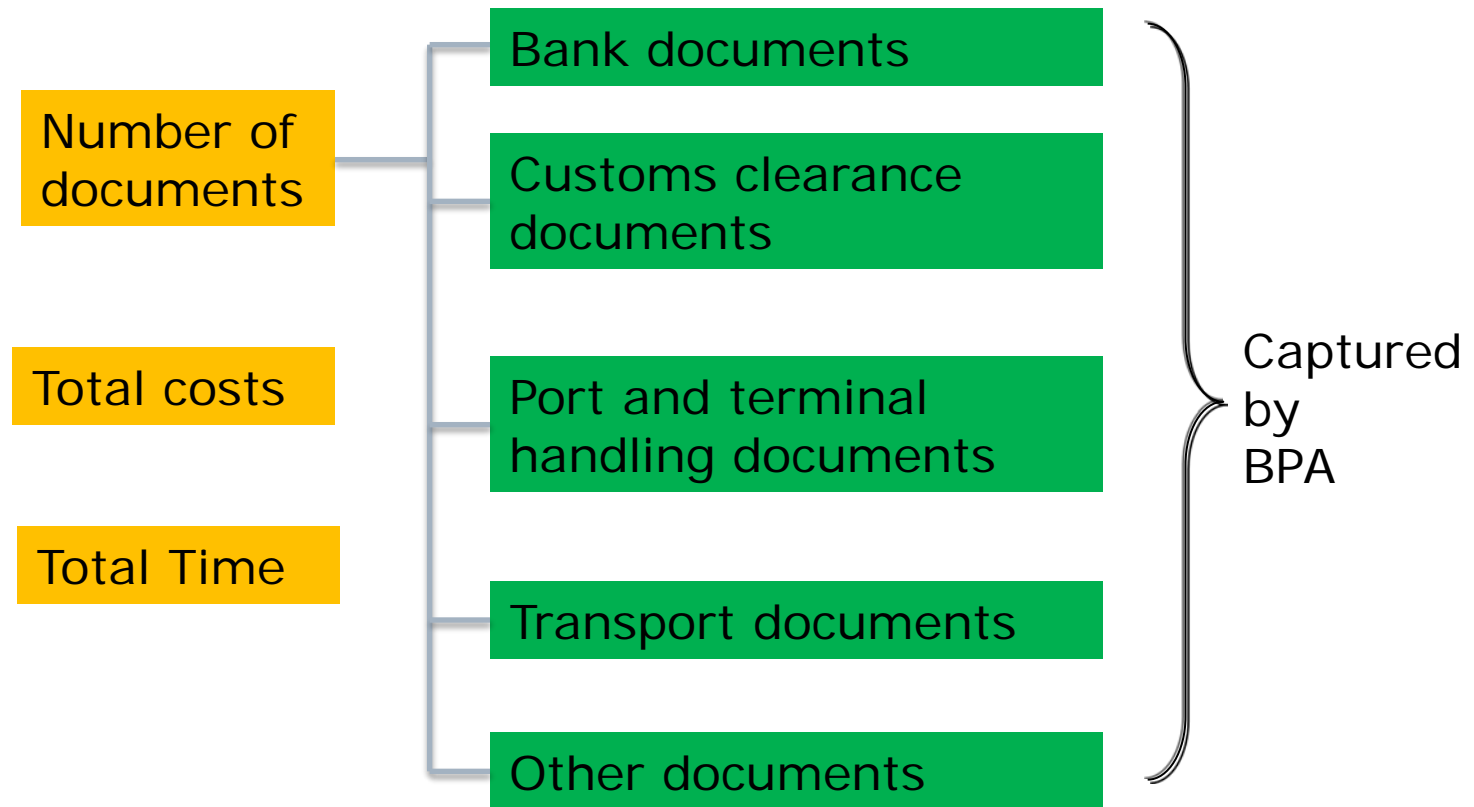 Number of
documents
Total costs
Total Time
Bank documents
Customs clearance
documents
Port and terminal
handling documents
Transport documents
Other documents
Captured
by
BPA